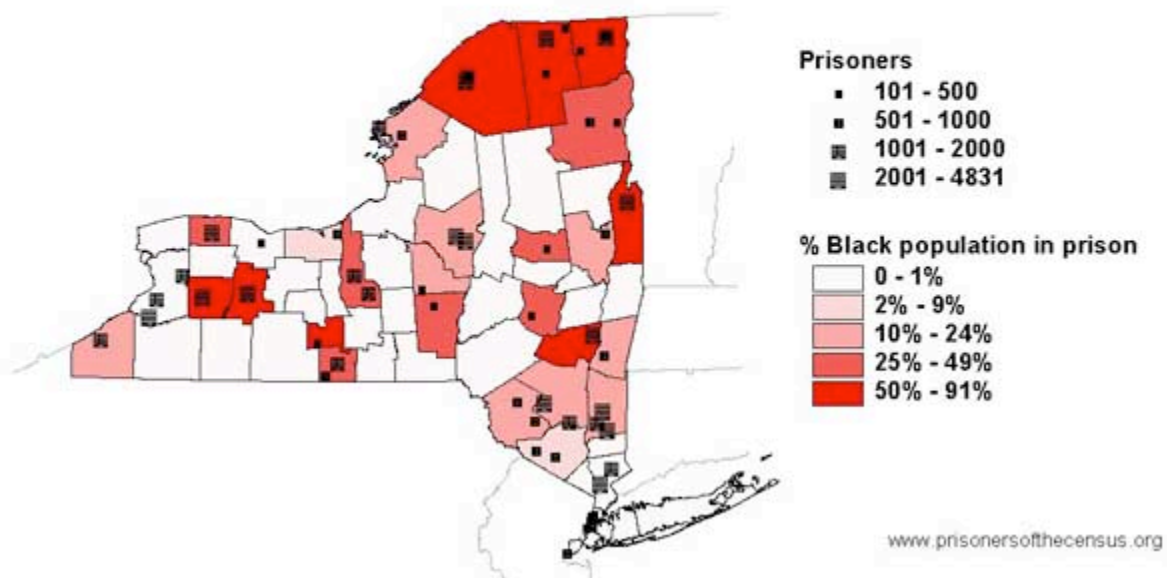 Prisoners
101 - 500
501 - 1000
1001 - 2000
2001 - 4831
% Black population in prison
0 - 1%
2% - 9%
10% - 24%
25% - 49%
50% - 91%
www.prisonersofthecensus.org